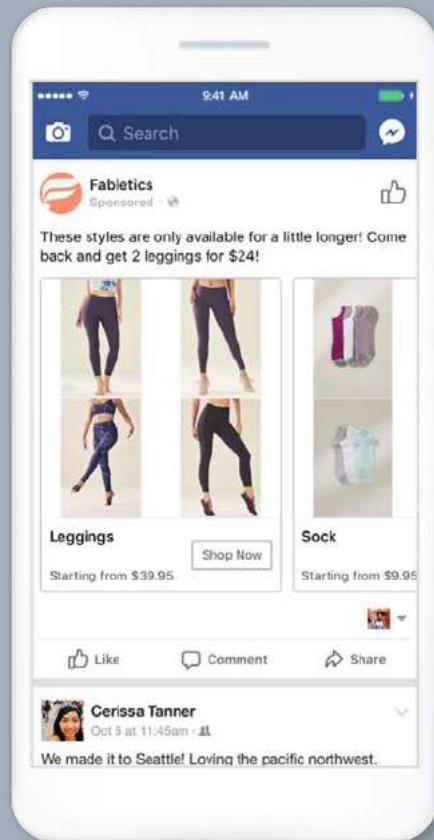 9:41 AM
Search
Fabletics
Sponsored
These styles are only available for a little longer! Come
back and get 2 leggings for $24!
Leggings
Shop Now
Starting from $39.95
Sock
Starting from $9.95
Like
Comment
Share
Cerissa Tanner
Oct 5 at 11:45am
We made it to Seattle! Loving the pacific northwest.